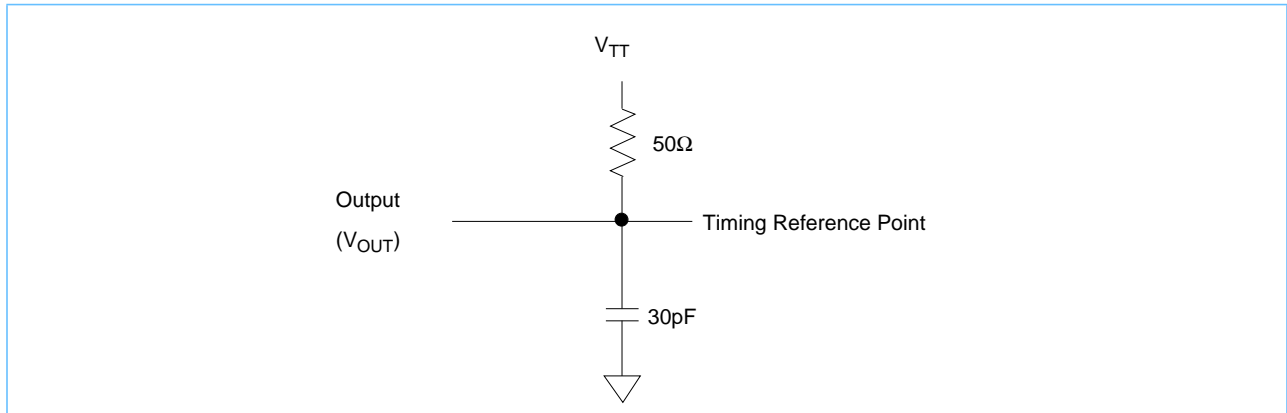 VTT
50Ω
Output
Timing Reference Point
(VOUT)
30pF